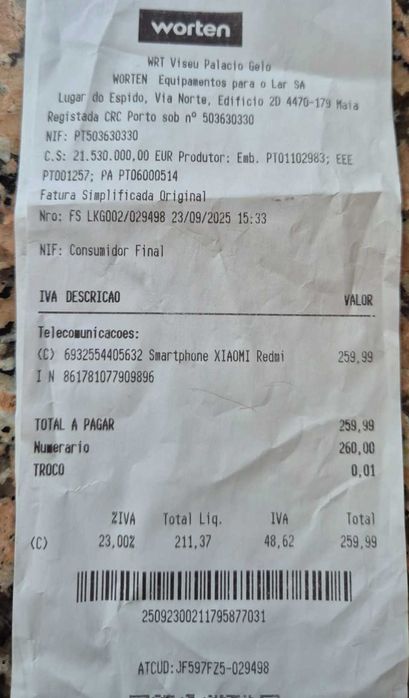 worten
WRT Viseu Palacio Gelo
WORTEN Equipamentos para o Lar SA
Lugar do Espido, Via Norte, Edificio 2D 4470-179 Maia
Registada CRC Porto sob nº 503630330
NIF: PT503630330
C.S: 21.530.000,00 EUR Produtor: Emb. PT01102983; EEE
PT001257; PA PT06000514
Fatura Simplificada Original
Nro: FS LKG002/029498 23/09/2025 15:33
NIF: Consumidor Final
IVA DESCRICAO VALOR
Telecomunicacoes:
(C) 6932554405632 Smartphone XIAOMI Redmi 259,99
I N 861781077909896
TOTAL A PAGAR 259,99
Numerario 260,00
TROCO 0,01
%IVA Total Liq. IVA Total
(C) 23,00% 211,37 48,62 259,99
25092300211795877031
ATCUD:JF597FZ5-029498